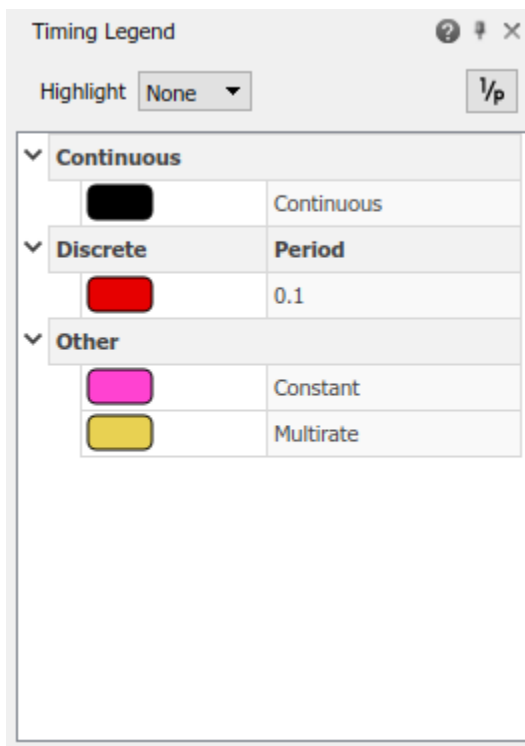 Timing Legend
Highlight None
1/p
Continuous
Continuous
Discrete Period
0.1
Other
Constant
Multirate